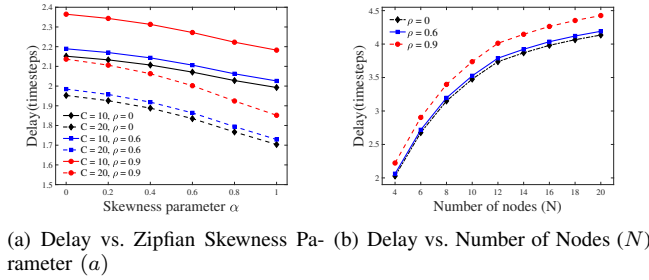 2.4
2.3
2.2
2.1
2
1.9
1.8
1.7
1.6
1.5
Delay(timesteps)
C = 10, ρ = 0
C = 20, ρ = 0
C = 10, ρ = 0.6
C = 20, ρ = 0.6
C = 10, ρ = 0.9
C = 20, ρ = 0.9
0 0.2 0.4 0.6 0.8 1
Skewness parameter α
4.5
4
3.5
3
2.5
2
Delay(timesteps)
ρ = 0
ρ = 0.6
ρ = 0.9
4 6 8 10 12 14 16 18 20
Number of nodes (N)
(a) Delay vs. Zipfian Skewness Pa-
rameter (a)
(b) Delay vs. Number of Nodes (N)